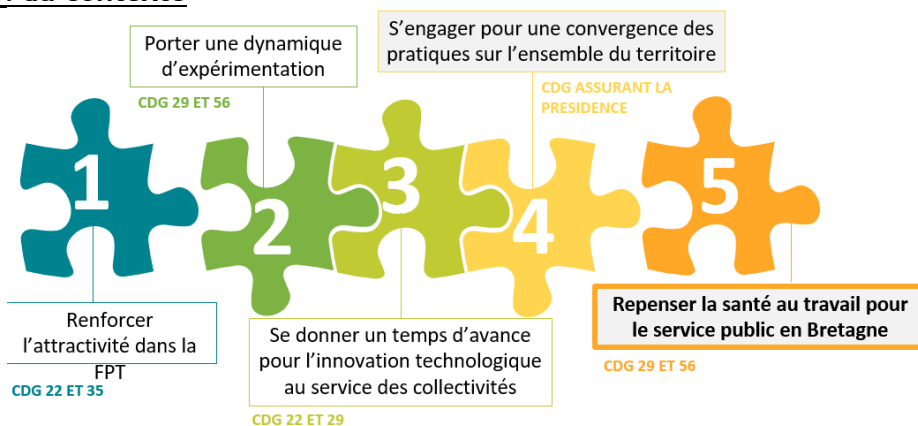 Porter une dynamique
d'expérimentation
CDG 29 ET 56
S'engager pour une convergence des
pratiques sur l'ensemble du territoire
CDG ASSURANT LA
PRESIDENCE
1
2
3
4
5
Renforcer
l'attractivité dans la
FPT
CDG 22 ET 35
Se donner un temps d'avance
pour l'innovation technologique
au service des collectivités
CDG 22 ET 29
Repenser la santé au travail pour
le service public en Bretagne
CDG 29 ET 56